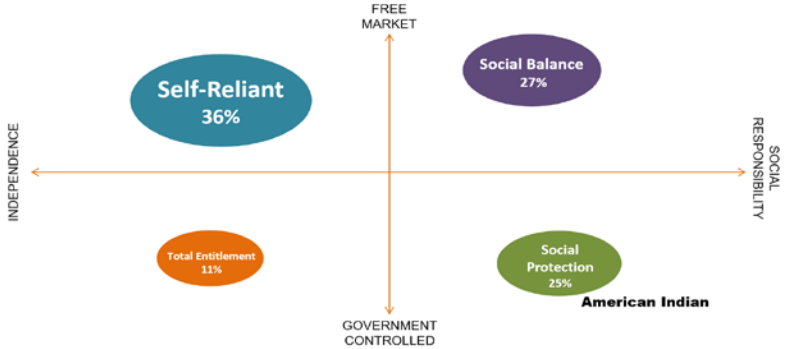 FREE
MARKET
Self-Reliant
36%
Social Balance
27%
INDEPENDENCE
SOCIAL
RESPONSIBILITY
Total Entitlement
11%
Social
Protection
25%
American Indian
GOVERNMENT
CONTROLLED